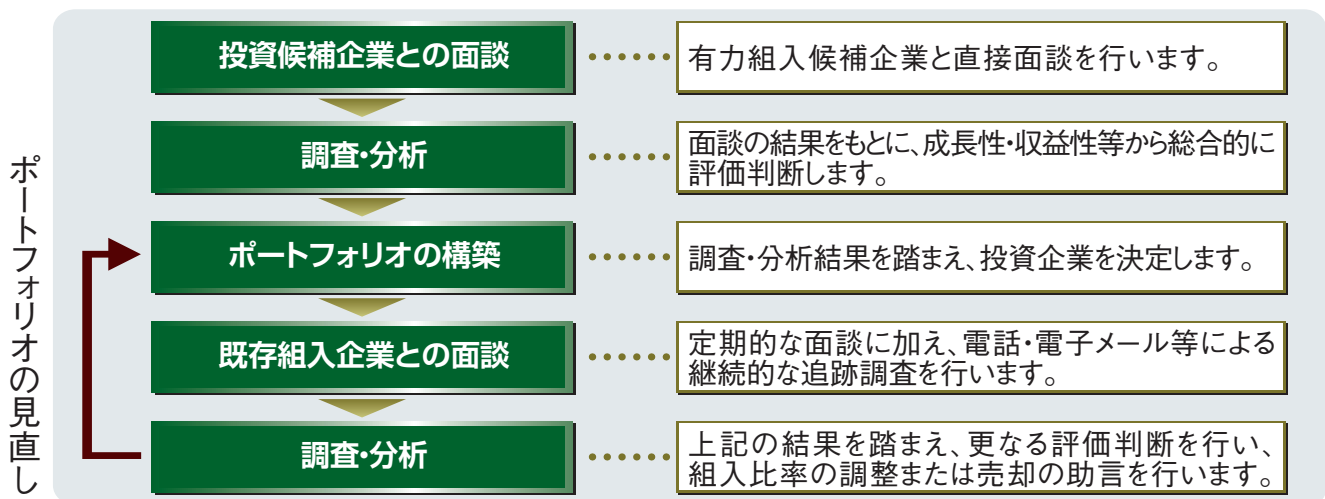 投資候補企業との面談
有力組入候補企業と直接面談を行います。
調査・分析
面談の結果をもとに、成長性・収益性等から総合的に
評価判断します。
ポートフォリオの構築
調査・分析結果を踏まえ、投資企業を決定します。
既存組入企業との面談
定期的な面談に加え、電話・電子メール等による
継続的な追跡調査を行います。
調査・分析
上記の結果を踏まえ、更なる評価判断を行い、
組入比率の調整または売却の助言を行います。
ポートフォリオの見直し